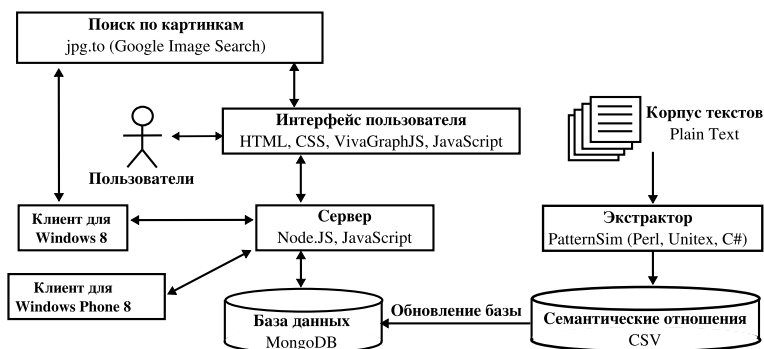 Поиск по картинкам
jpg.to (Google Image Search)
Интерфейс пользователя
HTML, CSS, VivaGraphJS, JavaScript
Пользователи
Корпус текстов
Plain Text
Клиент для
Windows 8
Сервер
Node.JS, JavaScript
Экстрактор
PatternSim (Perl, Unitex, C#)
Клиент для
Windows Phone 8
База данных
MongoDB
Обновление базы
Семантические отношения
CSV